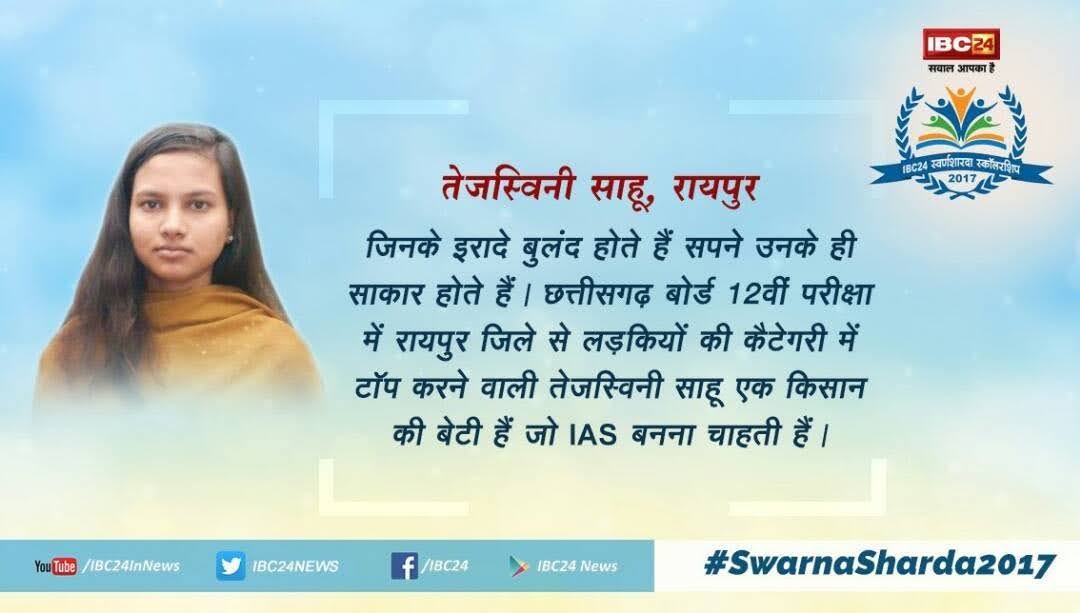 IBC24
सवाल आपका है
IBC24 स्वर्णशारदा स्कॉलरशिप
2017
तेजस्विनी साहू, रायपुर
जिनके इरादे बुलंद होते हैं सपने उनके ही
साकार होते हैं। छत्तीसगढ़ बोर्ड 12वीं परीक्षा
में रायपुर जिले से लड़कियों की कैटेगरी में
टॉप करने वाली तेजस्विनी साहू एक किसान
की बेटी हैं जो IAS बनना चाहती हैं।
YouTube /IBC24InNews IBC24NEWS /IBC24 IBC24 News #SwarnaSharda2017